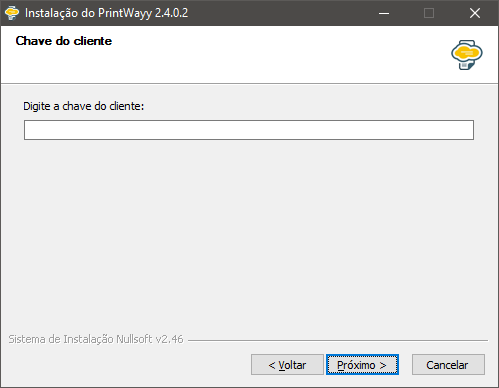 Instalação do PrintWayy 2.4.0.2
Chave do cliente
Digite a chave do cliente:
Sistema de Instalação Nullsoft v2.46
< Voltar
Próximo >
Cancelar